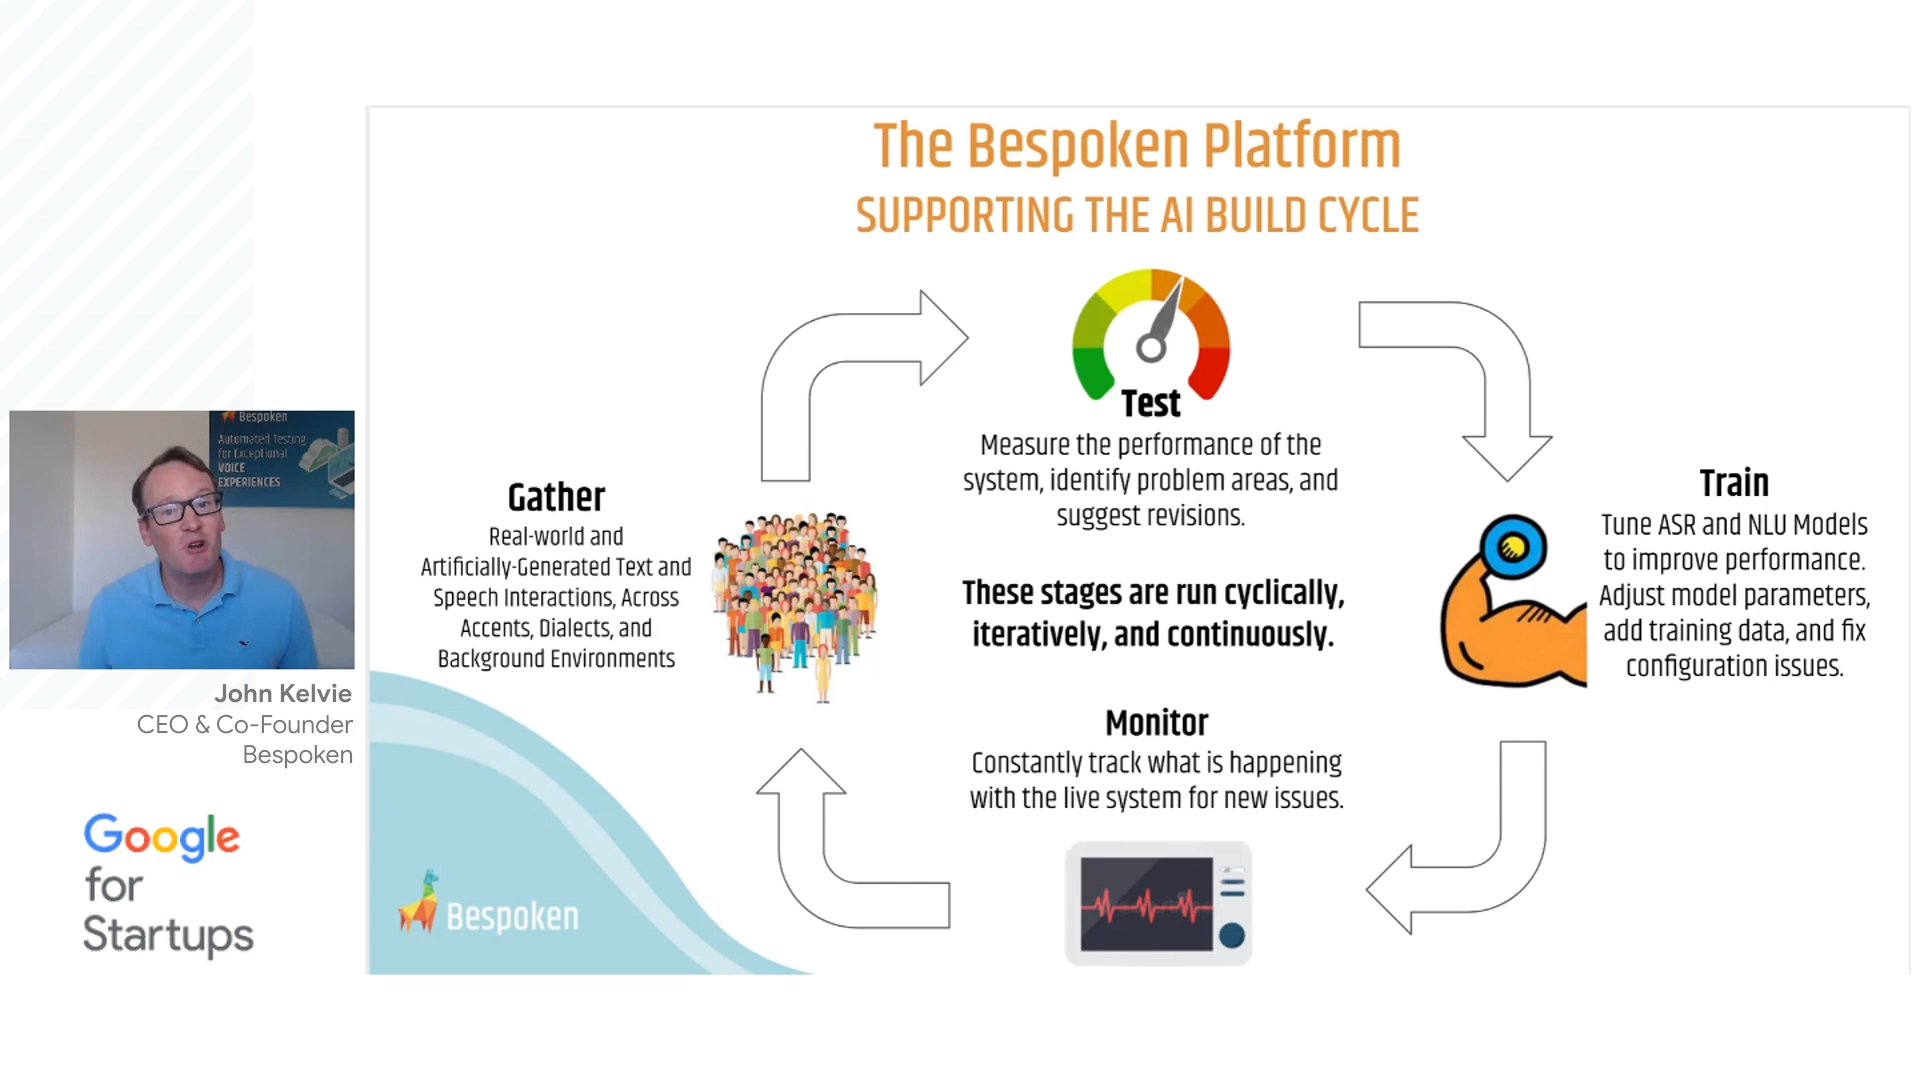 The Bespoken Platform
SUPPORTING THE AI BUILD CYCLE
Test
Measure the performance of the
system, identify problem areas, and
suggest revisions.
Gather
Real-world and
Artificially-Generated Text and
Speech Interactions, Across
Accents, Dialects, and
Background Environments
These stages are run cyclically,
iteratively, and continuously.
Train
Tune ASR and NLU Models
to improve performance.
Adjust model parameters,
add training data, and fix
configuration issues.
Monitor
Constantly track what is happening
with the live system for new issues.
Bespoken
Bespoken
Automated Testing
for Exceptional
VOICE
EXPERIENCES
John Kelvie
CEO & Co-Founder
Bespoken
Google
for
Startups